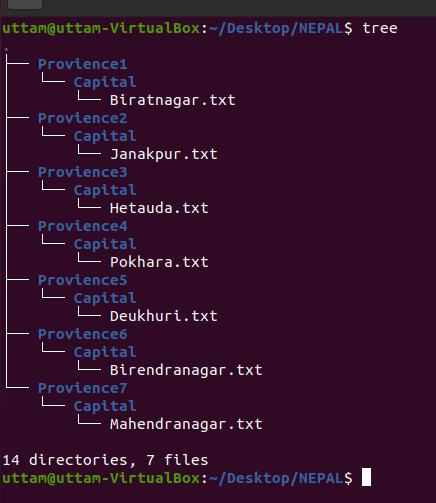 uttam@uttam-VirtualBox:~/Desktop/NEPAL$ tree
.
├── Provience1
│   └── Capital
│       └── Biratnagar.txt
├── Provience2
│   └── Capital
│       └── Janakpur.txt
├── Provience3
│   └── Capital
│       └── Hetauda.txt
├── Provience4
│   └── Capital
│       └── Pokhara.txt
├── Provience5
│   └── Capital
│       └── Deukhuri.txt
├── Provience6
│   └── Capital
│       └── Birendranagar.txt
└── Provience7
    └── Capital
        └── Mahendranagar.txt

14 directories, 7 files
uttam@uttam-VirtualBox:~/Desktop/NEPAL$